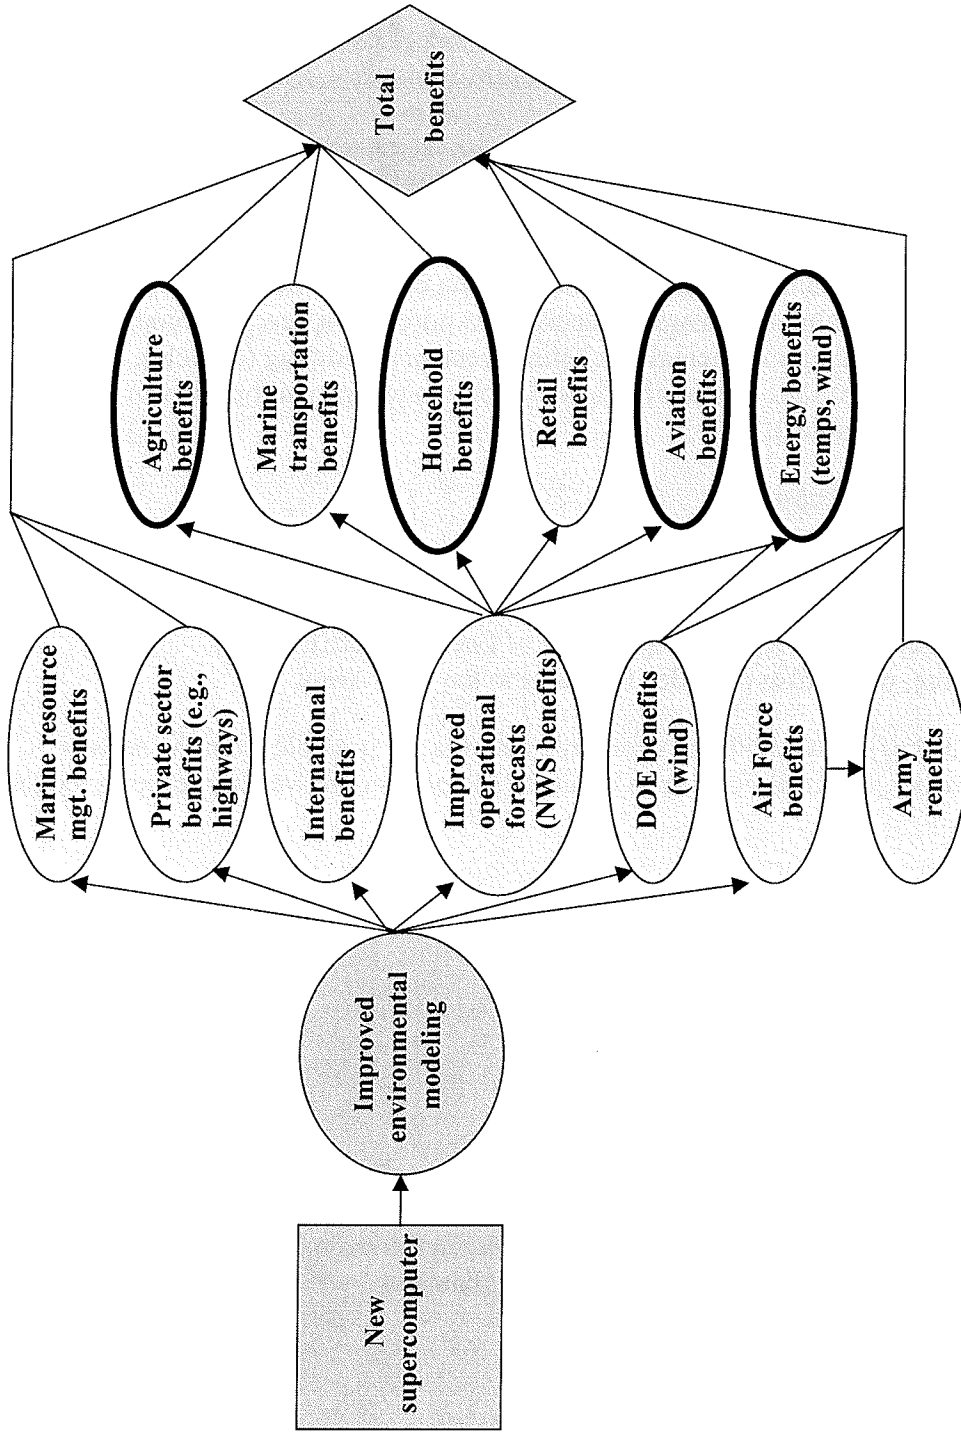 New
supercomputer
Improved
environmental
modeling
Marine resource
mgt. benefits
Private sector
benefits (e.g.,
highways)
International
benefits
Improved
operational
forecasts
(NWS benefits)
DOE benefits
(wind)
Air Force
benefits
Army
renefits
Agriculture
benefits
Marine
transportation
benefits
Household
benefits
Retail
benefits
Aviation
benefits
Energy benefits
(temps, wind)
Total
benefits